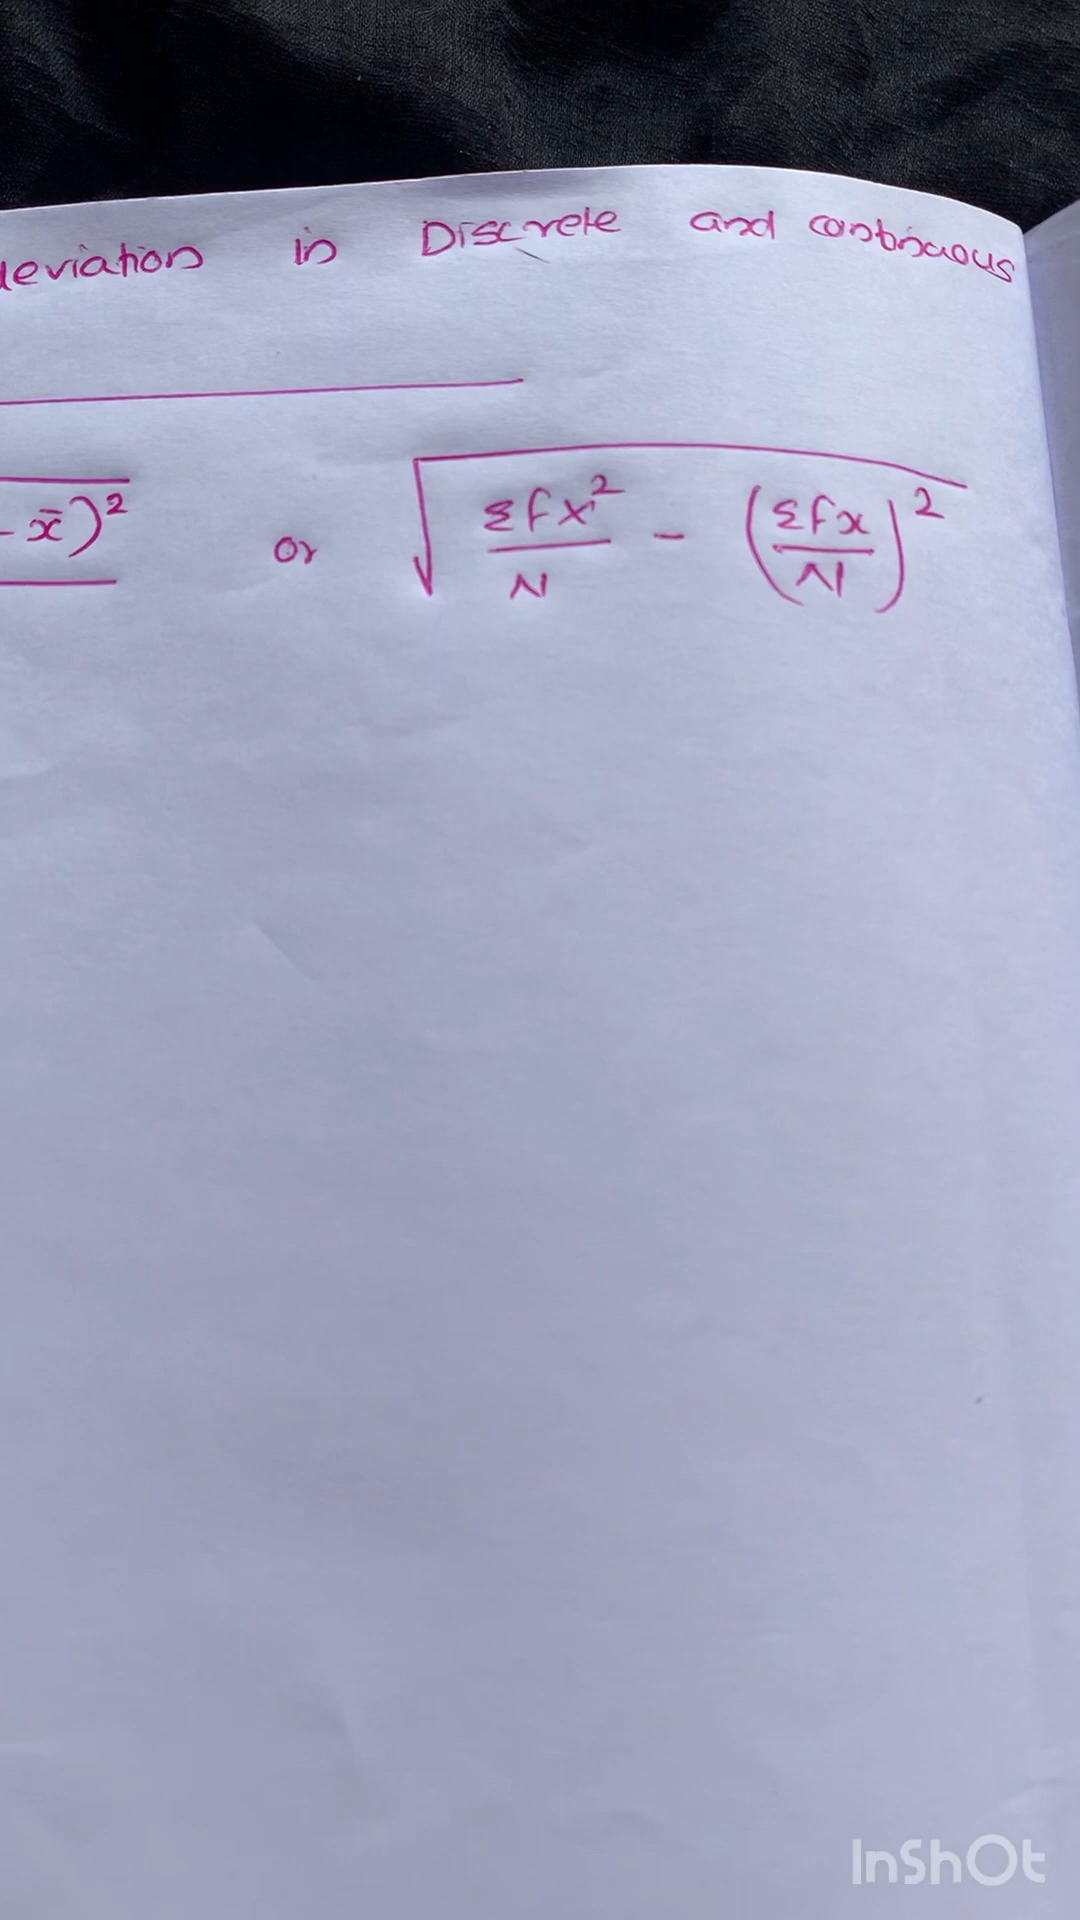 deviation in Discrete and continuous
- x̄)² or √ Σfx² / N - (Σfx / N)²
InShOt